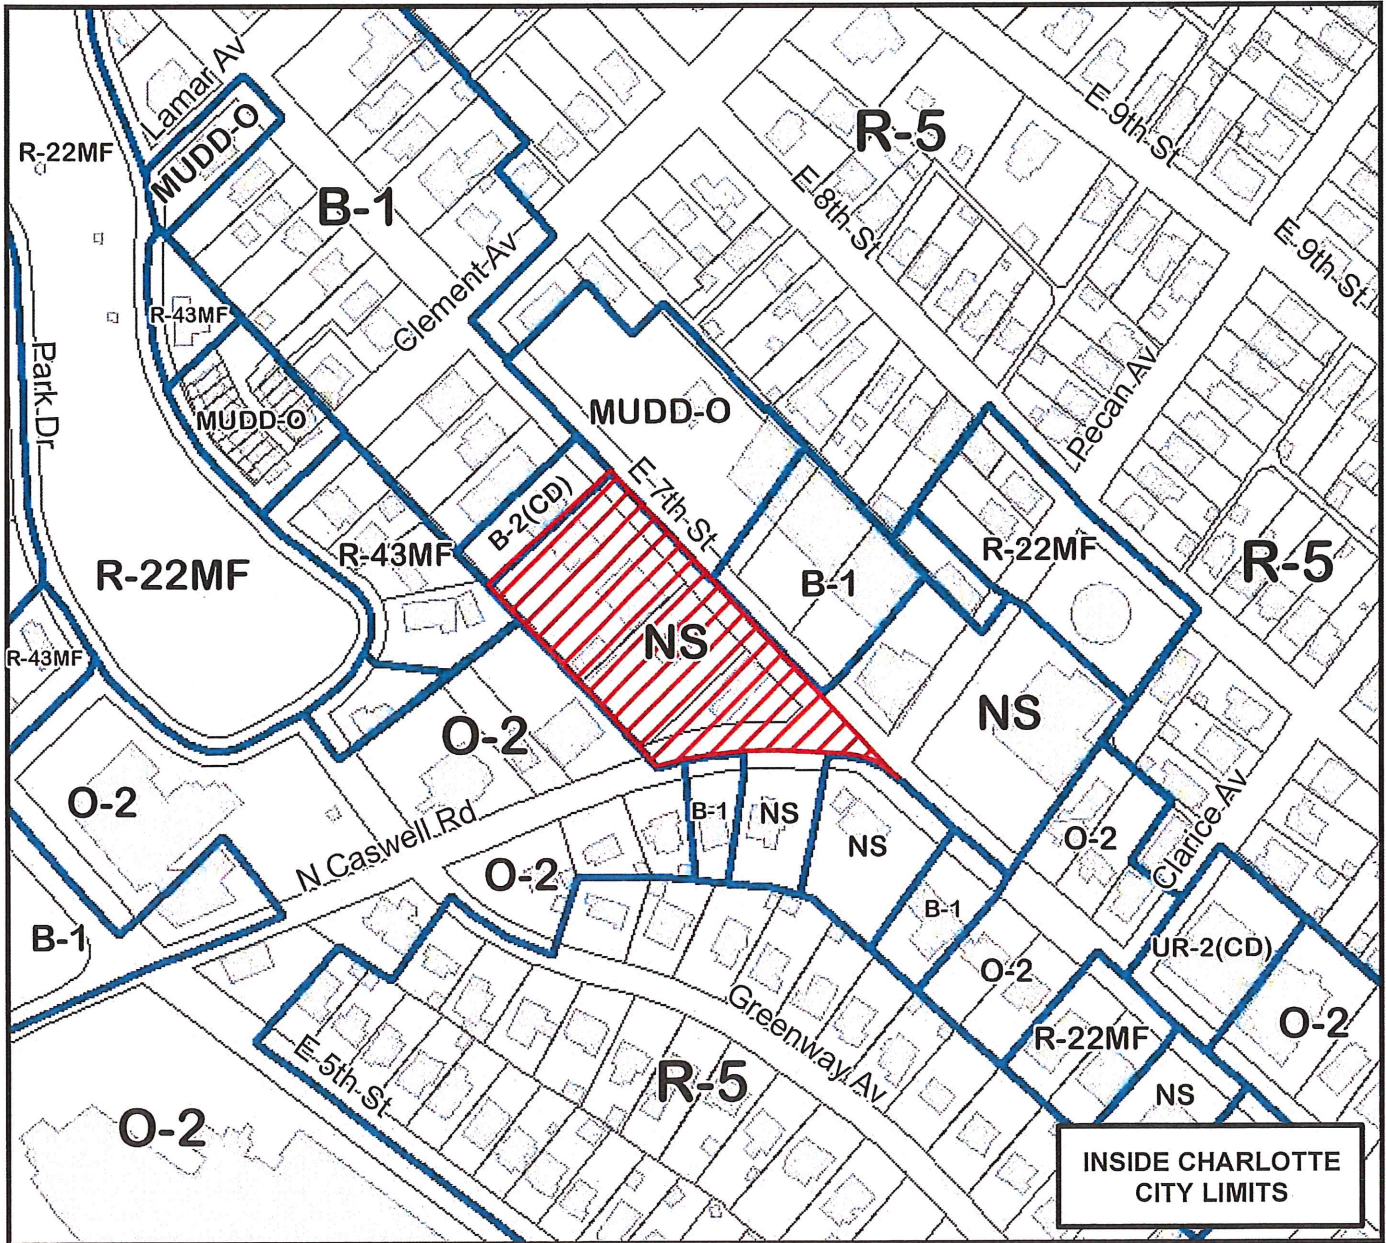 R-22MF
Lamar Av
MUDD-O
B-1
R-5
E 9th St
E 9th St
E 8th St
Clement Av
R-43MF
Park Dr
MUDD-O
MUDD-O
Pecan Av
B-2(CD)
E 7th St
R-43MF
R-22MF
R-22MF
R-5
B-1
NS
R-43MF
O-2
NS
O-2
B-1
NS
NS
O-2
Clarice Av
N Caswell Rd
O-2
B-1
B-1
UR-2(CD)
O-2
O-2
Greenway Av
R-22MF
E 5th St
R-5
NS
O-2
INSIDE CHARLOTTE
CITY LIMITS